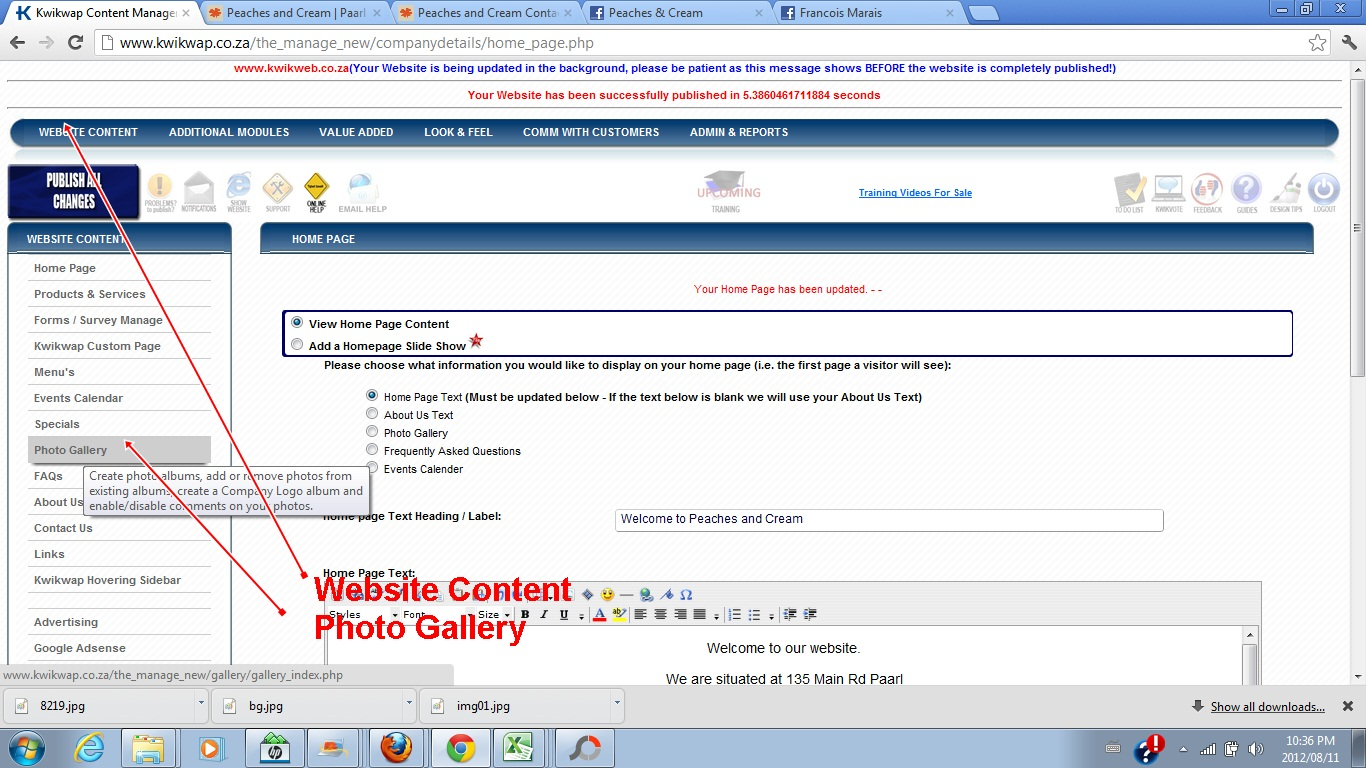 Kwikwap Content Manager
Peaches and Cream | Paarl
Peaches and Cream Conta
Peaches & Cream
Francois Marais
www.kwikwap.co.za/the_manage_new/companydetails/home_page.php
www.kwikweb.co.za(Your Website is being updated in the background, please be patient as this message shows BEFORE the website is completely published!)
Your Website has been successfully published in 5.3860461711884 seconds
WEBSITE CONTENT ADDITIONAL MODULES VALUE ADDED LOOK & FEEL COMM WITH CUSTOMERS ADMIN & REPORTS
PUBLISH ALL
CHANGES
PROBLEMS?
to publish?
NOTIFICATIONS
SHOW
WEBSITE
SUPPORT
ONLINE
HELP
EMAIL HELP
UPCOMING
TRAINING
Training Videos For Sale
TO DO LIST
KWIKVOTE
FEEDBACK
GUIDES
DESIGN TIPS
LOGOUT
WEBSITE CONTENT
Home Page
Products & Services
Forms / Survey Manage
Kwikwap Custom Page
Menu's
Events Calendar
Specials
Photo Gallery
FAQs
About Us
Contact Us
Links
Kwikwap Hovering Sidebar
Advertising
Google Adsense
Create photo albums, add or remove photos from
existing albums, create a Company Logo album and
enable/disable comments on your photos.
HOME PAGE
Your Home Page has been updated. - -
View Home Page Content
Add a Homepage Slide Show
Please choose what information you would like to display on your home page (i.e. the first page a visitor will see):
Home Page Text (Must be updated below - If the text below is blank we will use your About Us Text)
About Us Text
Photo Gallery
Frequently Asked Questions
Events Calender
Home page Text Heading / Label:
Welcome to Peaches and Cream
Home Page Text:
Website Content
Photo Gallery
Styles Font Size B I U
Welcome to our website.
We are situated at 135 Main Rd Paarl
www.kwikwap.co.za/the_manage_new/gallery/gallery_index.php
8219.jpg
bg.jpg
img01.jpg
Show all downloads...
10:36 PM
2012/08/11